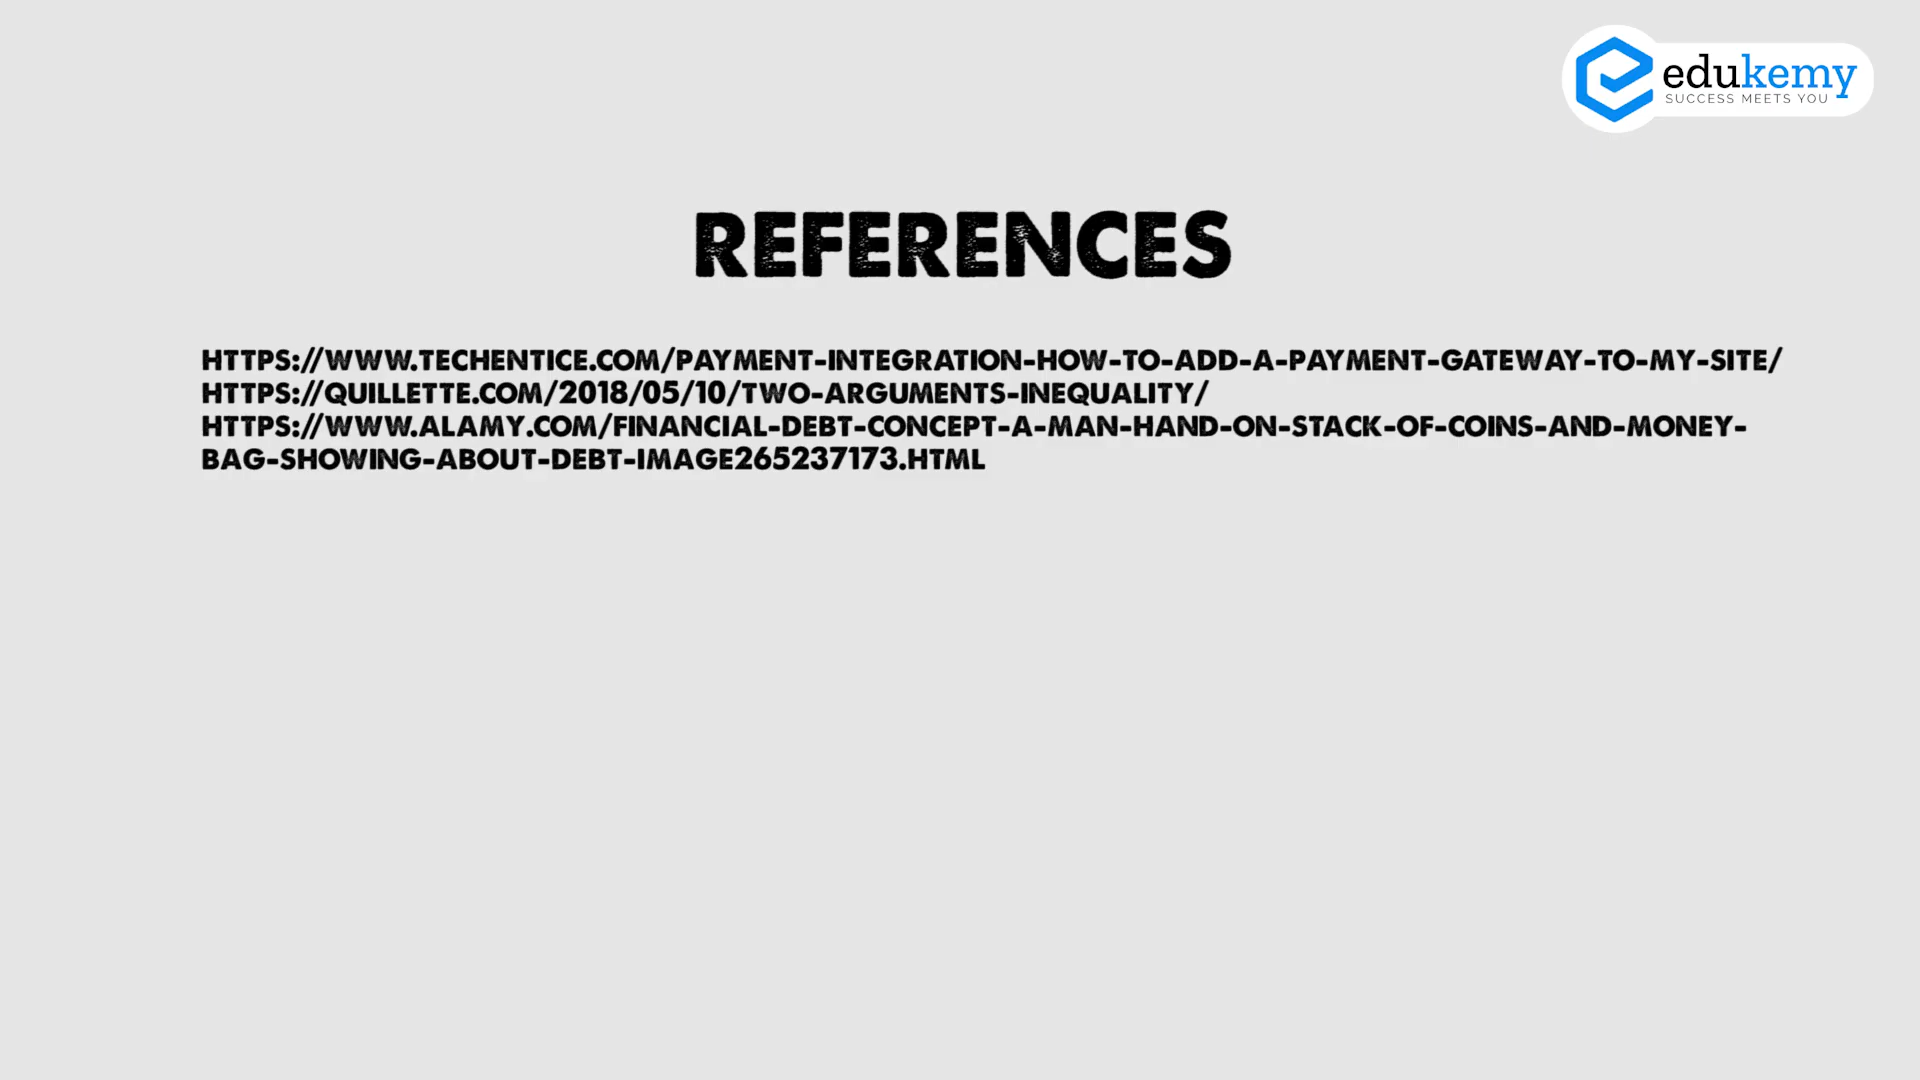 edukemy
SUCCESS MEETS YOU
REFERENCES
HTTPS://WWW.TECHENTICE.COM/PAYMENT-INTEGRATION-HOW-TO-ADD-A-PAYMENT-GATEWAY-TO-MY-SITE/
HTTPS://QUILLETTE.COM/2018/05/10/TWO-ARGUMENTS-INEQUALITY/
HTTPS://WWW.ALAMY.COM/FINANCIAL-DEBT-CONCEPT-A-MAN-HAND-ON-STACK-OF-COINS-AND-MONEY-
BAG-SHOWING-ABOUT-DEBT-IMAGE265237173.HTML